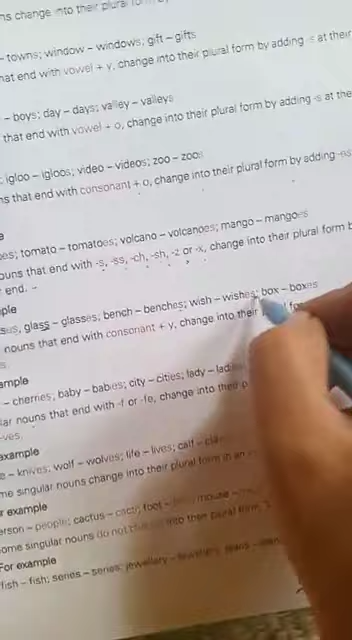 ns change into their plural form by
– towns; window – windows; gift – gifts
hat end with vowel + y, change into their plural form by adding -s at their
– boys; day – days; valley – valleys
that end with vowel + o, change into their plural form by adding -s at the
: igloo – igloos; video – videos; zoo – zoos
ns that end with consonant + o, change into their plural form by adding -es
oes; tomato – tomatoes; volcano – volcanoes; mango – mangoes
ouns that end with -s, -ss, -ch, -sh, -z or -x, change into their plural form b
end.
ple
ses, glass – glasses; bench – benches; wish – wishes; box – boxes
nouns that end with consonant + y, change into their
s.
ample
– cherries; baby – babies; city – cities; lady – ladies
lar nouns that end with -f or -fe, change into their p
-ves.
example
e – knives; wolf – wolves; life – lives; calf –
me singular nouns change into their plural form in an
r example
erson – people; cactus – cacti; foot – mouse –
ome singular nouns do not change into their plural form.
For example
fish – fish; series – series; jewellery – jewellery; jeans –